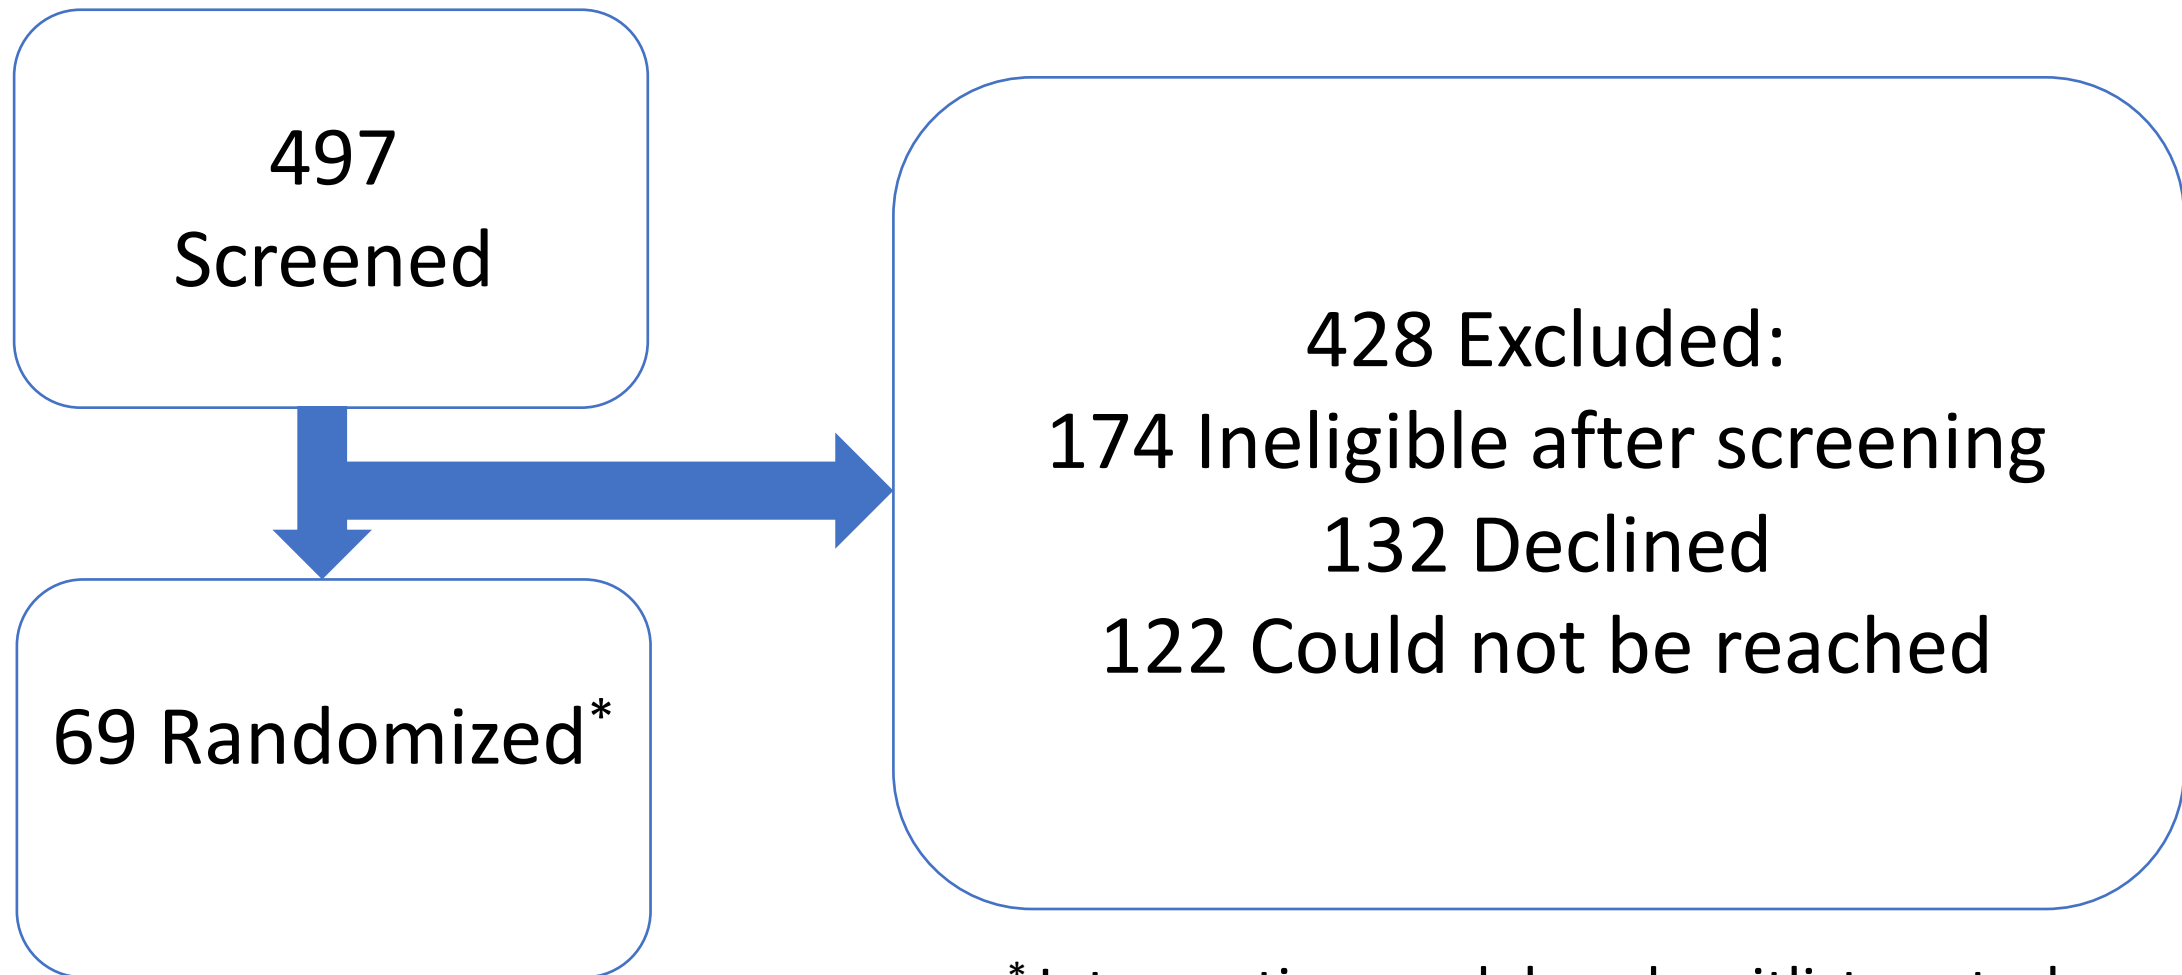 497
Screened
428 Excluded:
174 Ineligible after screening
132 Declined
122 Could not be reached
69 Randomized*
*